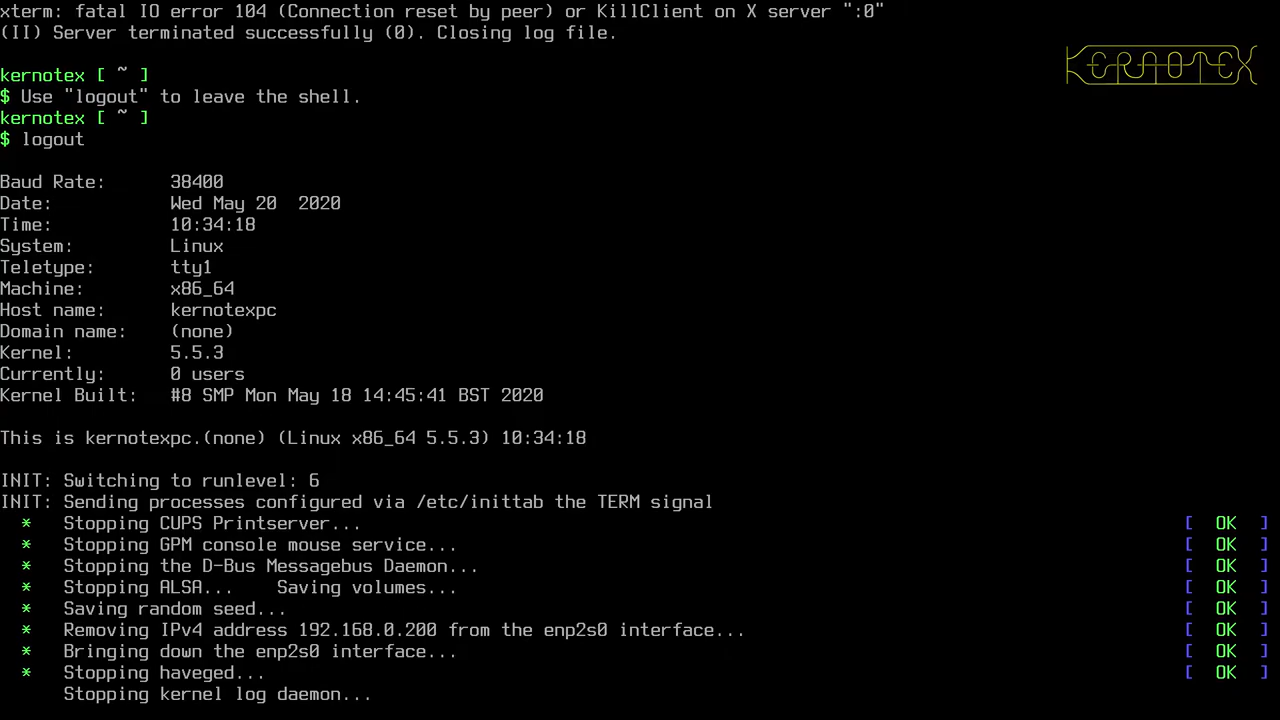 xterm: fatal IO error 104 (Connection reset by peer) or KillClient on X server ":0"
(II) Server terminated successfully (0). Closing log file.
KERNOTEX
kernotex [ ~ ]
$ Use "logout" to leave the shell.
kernotex [ ~ ]
$ logout
Baud Rate: 38400
Date: Wed May 20  2020
Time: 10:34:18
System: Linux
Teletype: tty1
Machine: x86_64
Host name: kernotexpc
Domain name: (none)
Kernel: 5.5.3
Currently: 0 users
Kernel Built: #8 SMP Mon May 18 14:45:41 BST 2020
This is kernotexpc.(none) (Linux x86_64 5.5.3) 10:34:18
INIT: Switching to runlevel: 6
INIT: Sending processes configured via /etc/inittab the TERM signal
* Stopping CUPS Printserver... [ OK ]
* Stopping GPM console mouse service... [ OK ]
* Stopping the D-Bus Messagebus Daemon... [ OK ]
* Stopping ALSA... Saving volumes... [ OK ]
* Saving random seed... [ OK ]
* Removing IPv4 address 192.168.0.200 from the enp2s0 interface... [ OK ]
* Bringing down the enp2s0 interface... [ OK ]
* Stopping haveged... [ OK ]
Stopping kernel log daemon...